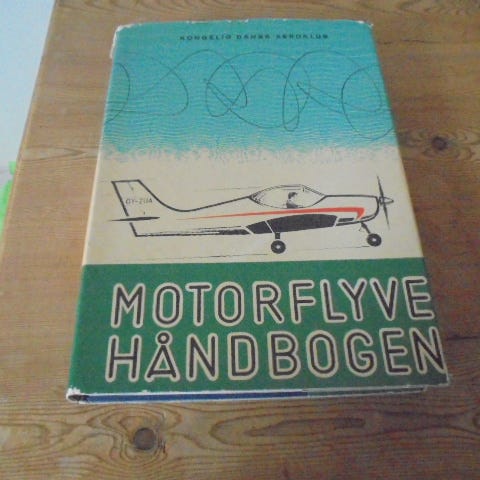 KONGELIG DANSK AEROKLUB
MOTORFLYVE
HÅNDBOGEN